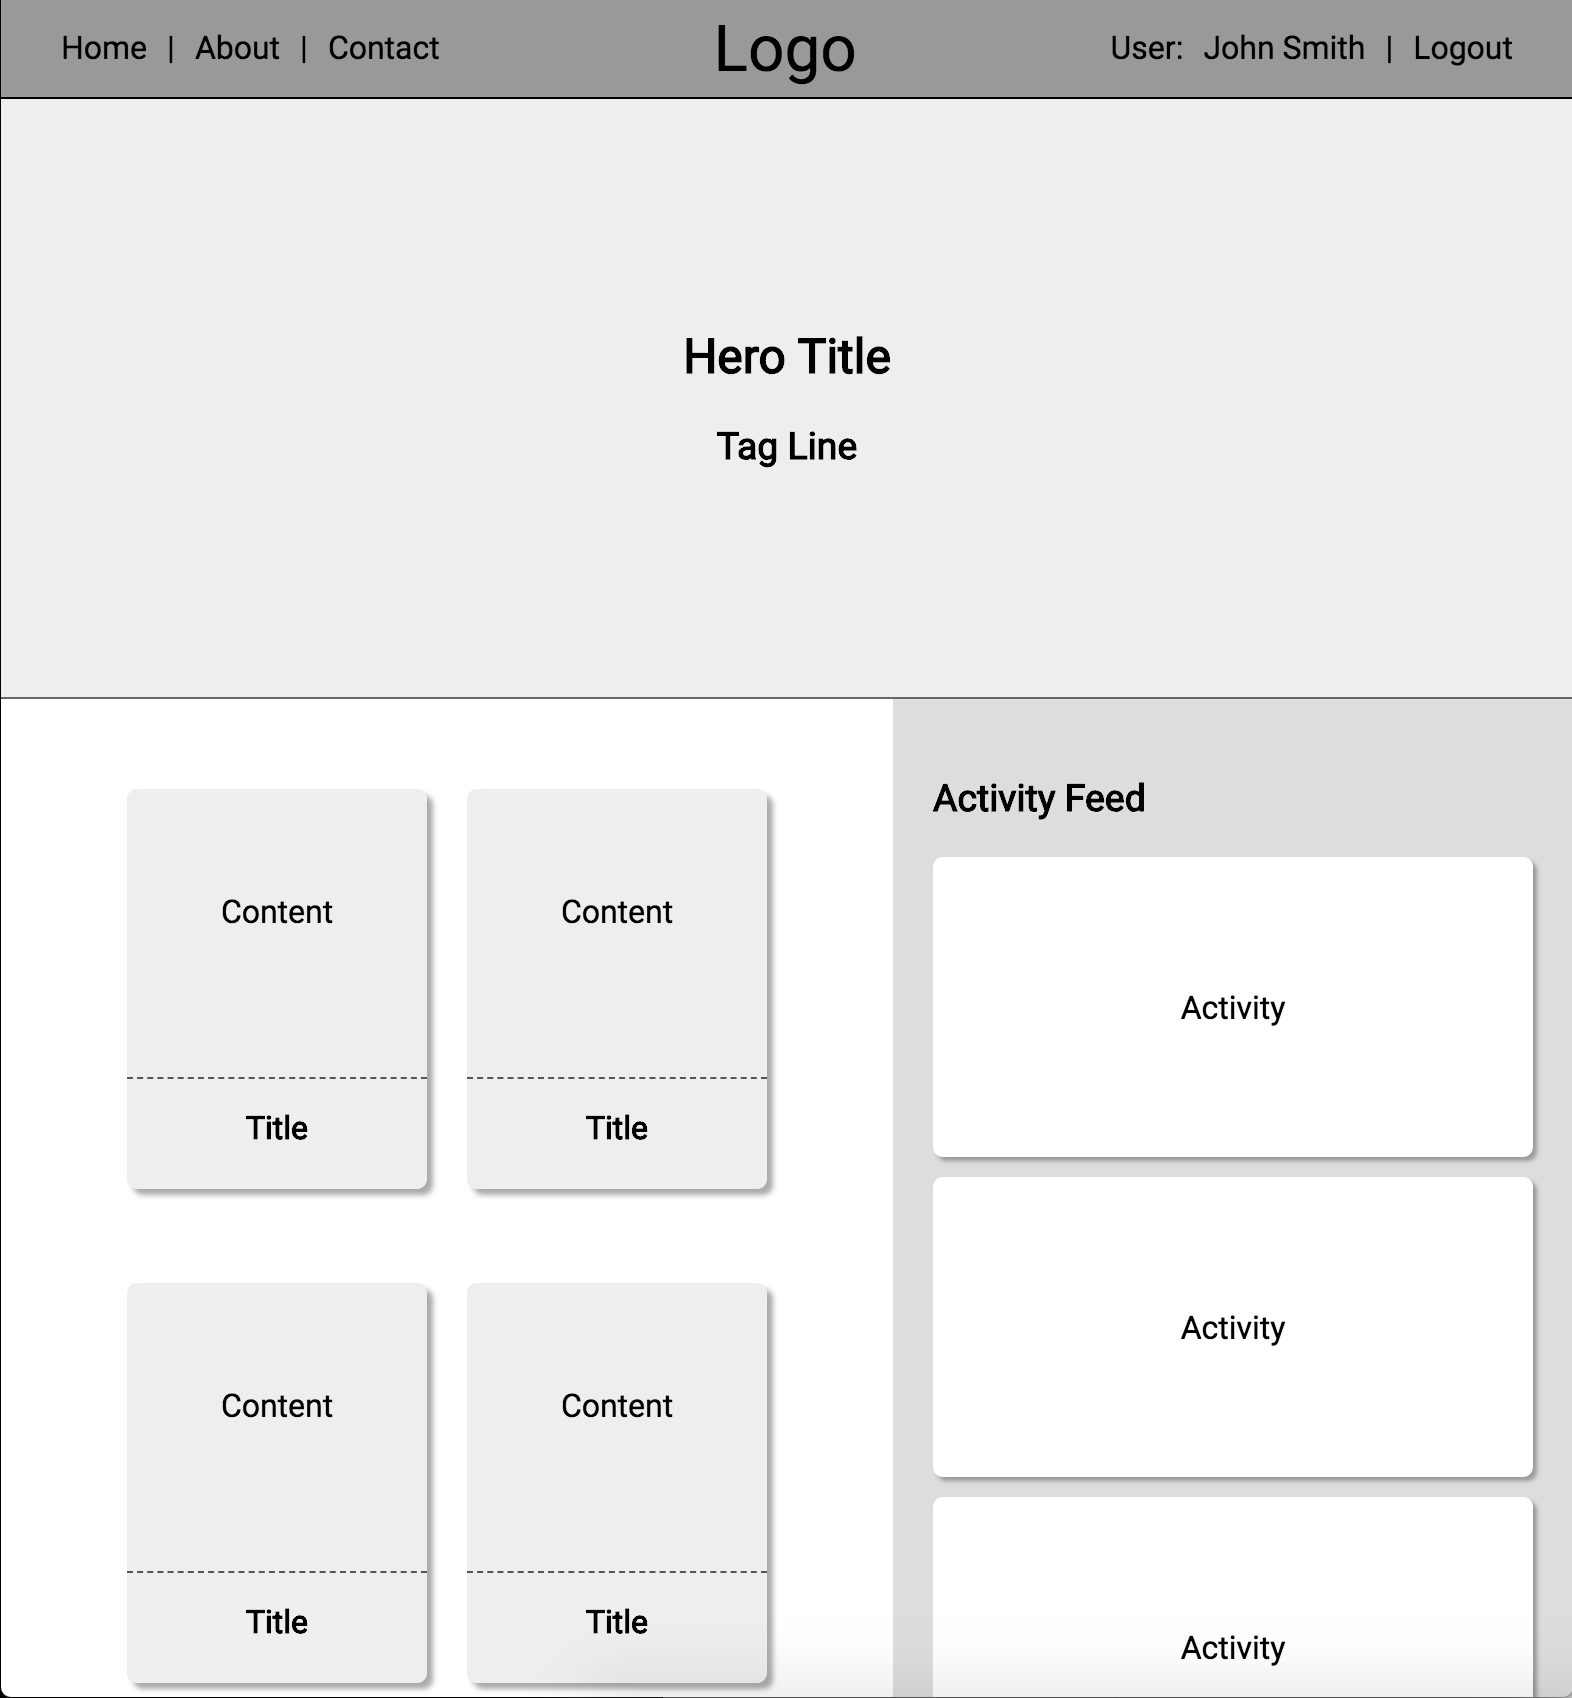 Home | About | Contact
Logo
User: John Smith | Logout
Hero Title
Tag Line
Content
Title
Content
Title
Content
Title
Content
Title
Activity Feed
Activity
Activity
Activity